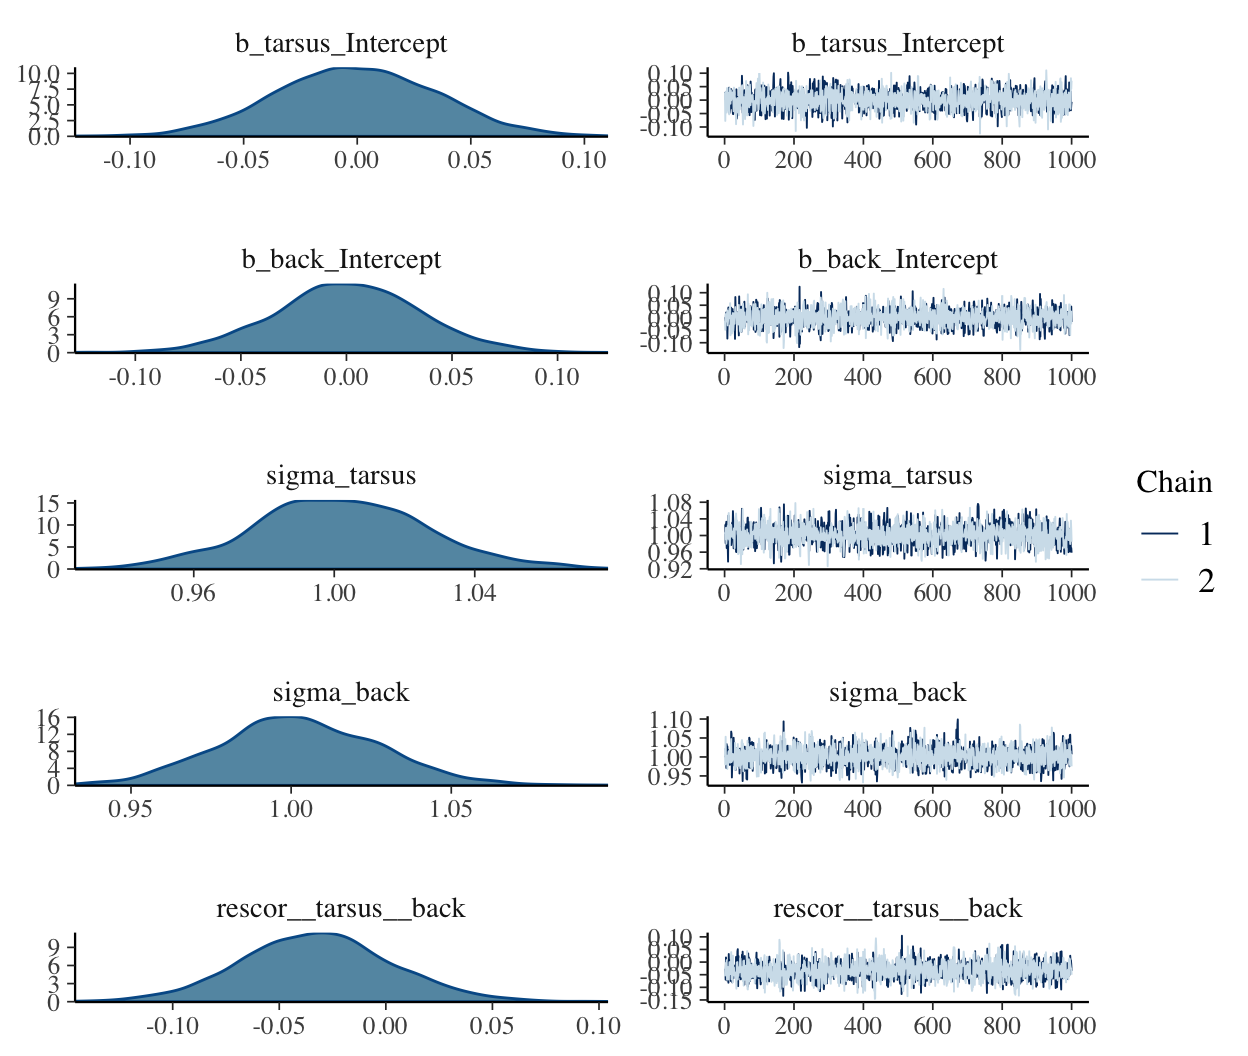 b_tarsus_Intercept
10.0
7.5
5.0
2.5
0.0
-0.10 -0.05 0.00 0.05 0.10
b_tarsus_Intercept
0.10
0.05
0.00
-0.05
-0.10
0 200 400 600 800 1000
b_back_Intercept
9
6
3
0
-0.10 -0.05 0.00 0.05 0.10
b_back_Intercept
0.10
0.05
0.00
-0.05
-0.10
0 200 400 600 800 1000
sigma_tarsus
15
10
5
0
0.96 1.00 1.04
sigma_tarsus
1.08
1.04
1.00
0.96
0.92
0 200 400 600 800 1000
Chain
1
2
sigma_back
16
12
8
4
0
0.95 1.00 1.05
sigma_back
1.10
1.05
1.00
0.95
0 200 400 600 800 1000
rescor__tarsus__back
9
6
3
0
-0.10 -0.05 0.00 0.05 0.10
rescor__tarsus__back
0.10
0.05
0.00
-0.05
-0.10
-0.15
0 200 400 600 800 1000